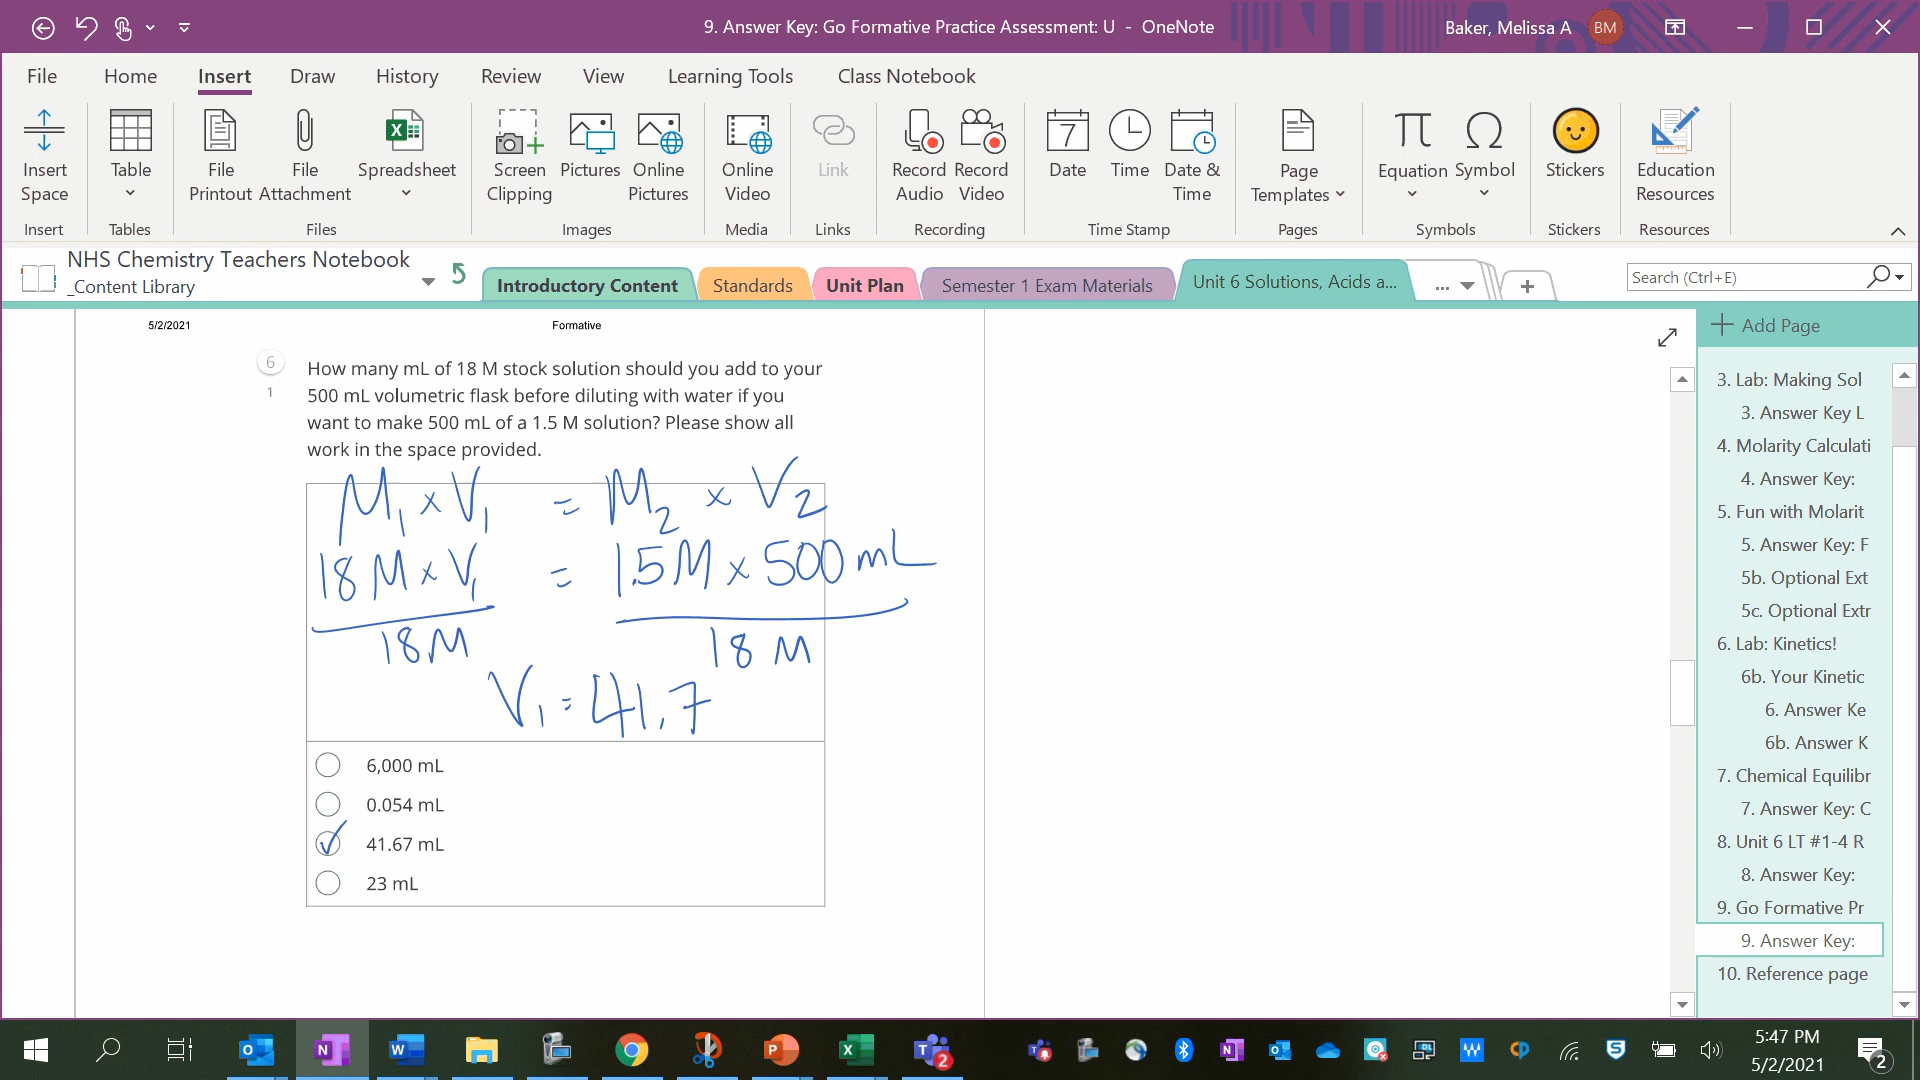 9. Answer Key: Go Formative Practice Assessment: U - OneNote
Baker, Melissa A BM
File Home Insert Draw History Review View Learning Tools Class Notebook
Insert Space
Table
File Printout
File Attachment
Spreadsheet
Screen Clipping
Pictures
Online Pictures
Online Video
Link
Record Audio
Record Video
7
Date
Time
Date & Time
Page Templates
π
Equation
Ω
Symbol
Stickers
Education Resources
Insert Tables Files Images Media Links Recording Time Stamp Pages Symbols Stickers Resources
NHS Chemistry Teachers Notebook
_Content Library
Introductory Content Standards Unit Plan Semester 1 Exam Materials Unit 6 Solutions, Acids a... ... +
Search (Ctrl+E)
5/2/2021 Formative
6
1
How many mL of 18 M stock solution should you add to your
500 mL volumetric flask before diluting with water if you
want to make 500 mL of a 1.5 M solution? Please show all
work in the space provided.
M₁ x V₁ = M₂ x V₂
18 M x V₁ = 1.5 M x 500 mL
18 M 18 M
V₁ = 41.7
6,000 mL
0.054 mL
41.67 mL
23 mL
Add Page
3. Lab: Making Sol
3. Answer Key L
4. Molarity Calculati
4. Answer Key:
5. Fun with Molarit
5. Answer Key: F
5b. Optional Ext
5c. Optional Extr
6. Lab: Kinetics!
6b. Your Kinetic
6. Answer Ke
6b. Answer K
7. Chemical Equilibr
7. Answer Key: C
8. Unit 6 LT #1-4 R
8. Answer Key:
9. Go Formative Pr
9. Answer Key:
10. Reference page
5:47 PM
5/2/2021
2